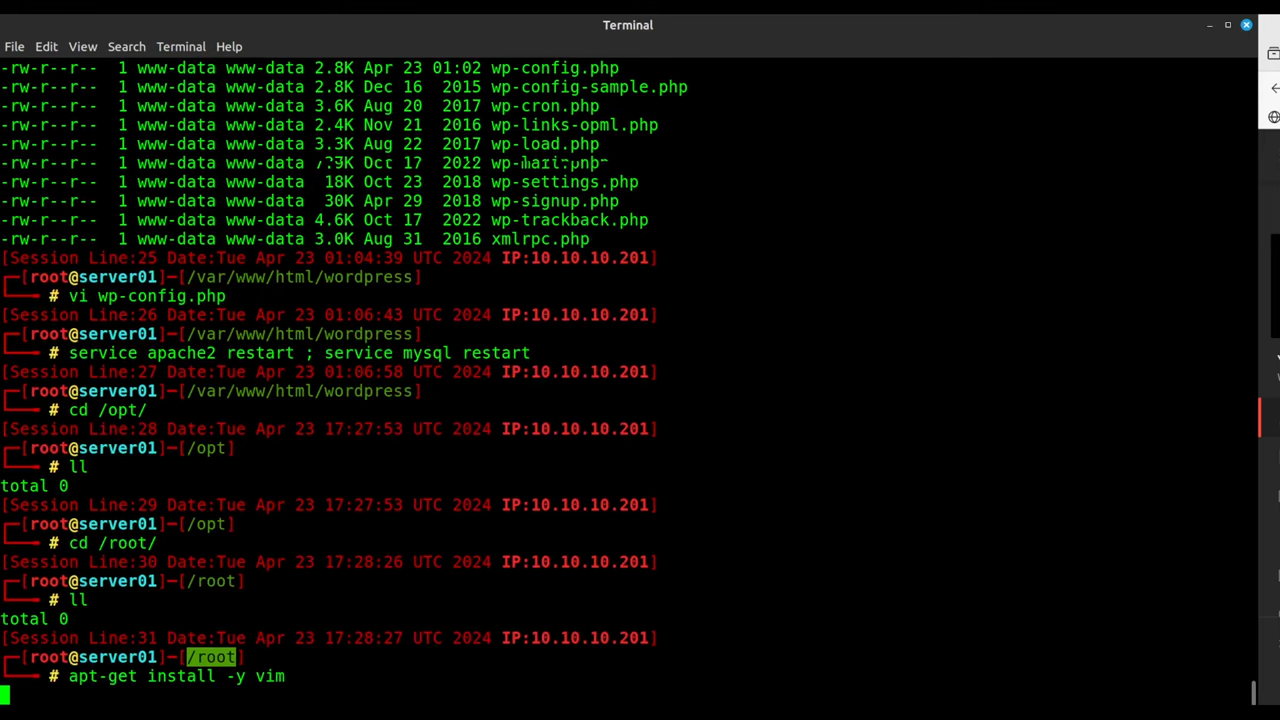 Terminal
File Edit View Search Terminal Help
-rw-r--r-- 1 www-data www-data 2.8K Apr 23 01:02 wp-config.php
-rw-r--r-- 1 www-data www-data 2.8K Dec 16 2015 wp-config-sample.php
-rw-r--r-- 1 www-data www-data 3.6K Aug 20 2017 wp-cron.php
-rw-r--r-- 1 www-data www-data 2.4K Nov 21 2016 wp-links-opml.php
-rw-r--r-- 1 www-data www-data 3.3K Aug 22 2017 wp-load.php
-rw-r--r-- 1 www-data www-data 17 2022
-rw-r--r-- 1 www-data www-data 18K Oct 23 2018 wp-settings.php
-rw-r--r-- 1 www-data www-data 30K Apr 29 2018 wp-signup.php
-rw-r--r-- 1 www-data www-data 4.6K Oct 17 2022 wp-trackback.php
-rw-r--r-- 1 www-data www-data 3.0K Aug 31 2016 xmlrpc.php
[Session Line:25 Date:Tue Apr 23 01:04:39 UTC 2024 IP:10.10.10.201]
[root@server01]-[/var/www/html/wordpress]
# vi wp-config.php
[Session Line:26 Date:Tue Apr 23 01:06:43 UTC 2024 IP:10.10.10.201]
[root@server01]-[/var/www/html/wordpress]
# service apache2 restart ; service mysql restart
[Session Line:27 Date:Tue Apr 23 01:06:58 UTC 2024 IP:10.10.10.201]
[root@server01]-[/var/www/html/wordpress]
# cd /opt/
[Session Line:28 Date:Tue Apr 23 17:27:53 UTC 2024 IP:10.10.10.201]
[root@server01]-[/opt]
# ll
total 0
[Session Line:29 Date:Tue Apr 23 17:27:53 UTC 2024 IP:10.10.10.201]
[root@server01]-[/opt]
# cd /root/
[Session Line:30 Date:Tue Apr 23 17:28:26 UTC 2024 IP:10.10.10.201]
[root@server01]-[/root]
# ll
total 0
[Session Line:31 Date:Tue Apr 23 17:28:27 UTC 2024 IP:10.10.10.201]
[root@server01]-[/root]
# apt-get install -y vim